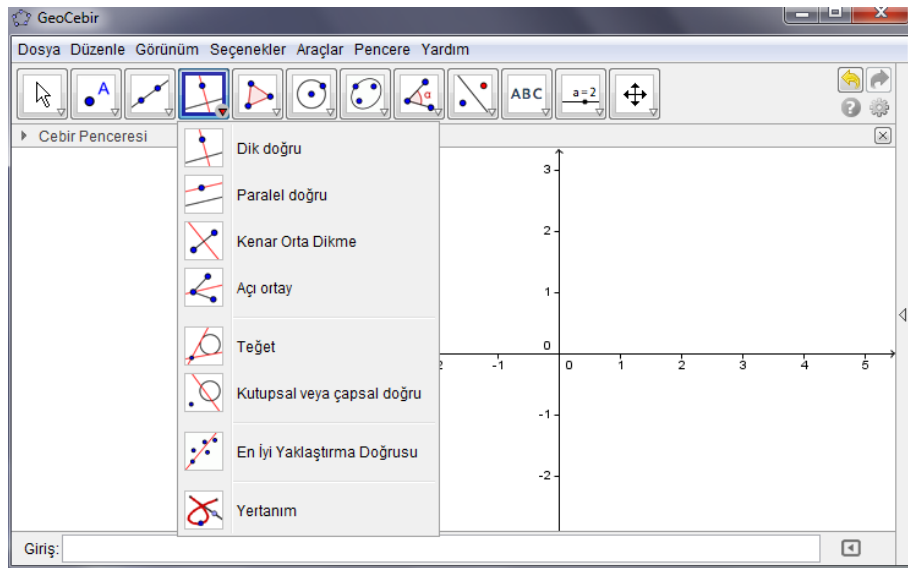 GeoCebir
Dosya Düzenle Görünüm Seçenekler Araçlar Pencere Yardım
A
α
ABC
a=2
Cebir Penceresi
Dik doğru
Paralel doğru
Kenar Orta Dikme
Açı ortay
Teğet
Kutupsal veya çapsal doğru
En İyi Yaklaştırma Doğrusu
Yertanım
3
2
1
0
-1 0 1 2 3 4 5
-1
-2
Giriş: